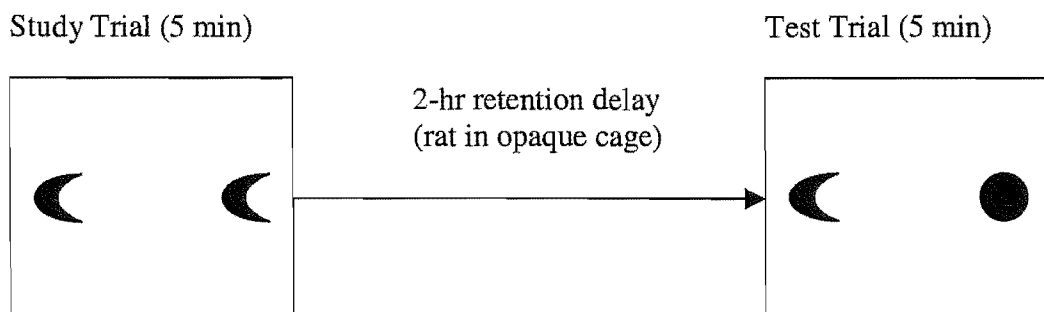 Study Trial (5 min)
Test Trial (5 min)
2-hr retention delay
(rat in opaque cage)